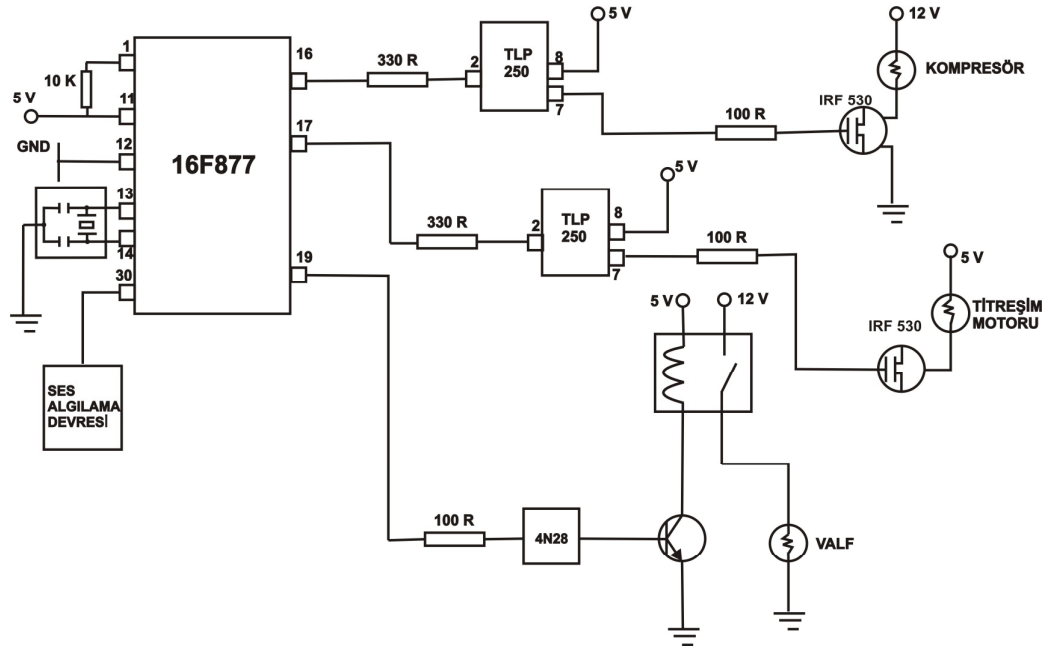 5 V
12 V
1
16
330 R
2
TLP
250
8
7
KOMPRESÖR
10 K
5 V
11
IRF 530
100 R
GND
12
17
16F877
13
14
5 V
330 R
2
TLP
250
8
7
100 R
5 V
30
19
5 V
12 V
TİTREŞİM
MOTORU
IRF 530
SES
ALGILAMA
DEVRESİ
100 R
4N28
VALF